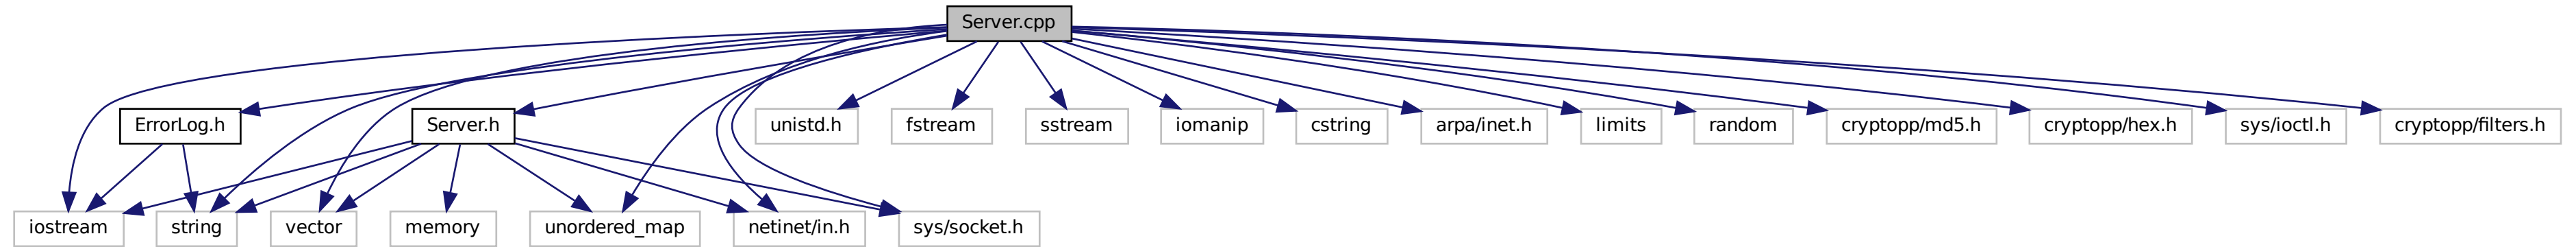 Server.cpp
ErrorLog.h
Server.h
unistd.h
fstream
sstream
iomanip
cstring
arpa/inet.h
limits
random
cryptopp/md5.h
cryptopp/hex.h
sys/ioctl.h
cryptopp/filters.h
iostream
string
vector
memory
unordered_map
netinet/in.h
sys/socket.h